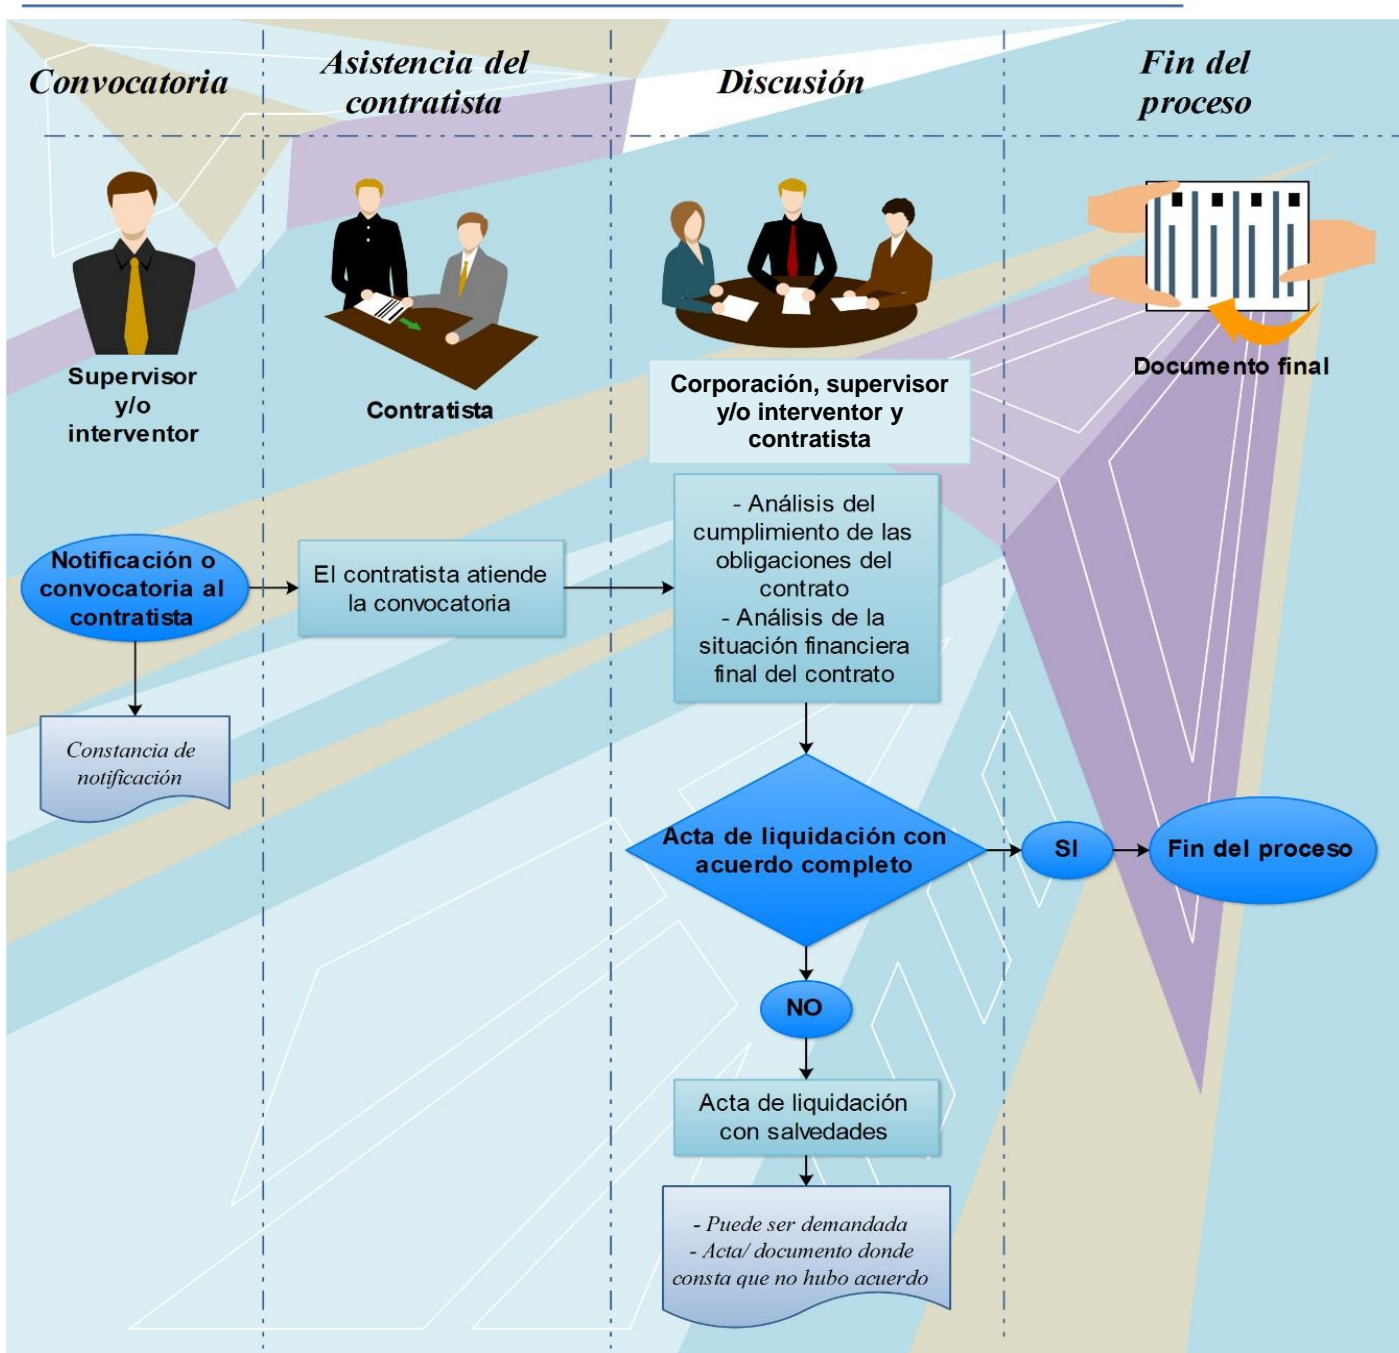 Convocatoria
Asistencia del
contratista
Discusión
Fin del
proceso
Supervisor
y/o
interventor
Contratista
Corporación, supervisor
y/o interventor y
contratista
Documento final
Notificación o
convocatoria al
contratista
El contratista atiende
la convocatoria
- Análisis del
cumplimiento de las
obligaciones del
contrato
- Análisis de la
situación financiera
final del contrato
Constancia de
notificación
Acta de liquidación con
acuerdo completo
SI
Fin del proceso
NO
Acta de liquidación
con salvedades
- Puede ser demandada
- Acta/ documento donde
consta que no hubo acuerdo